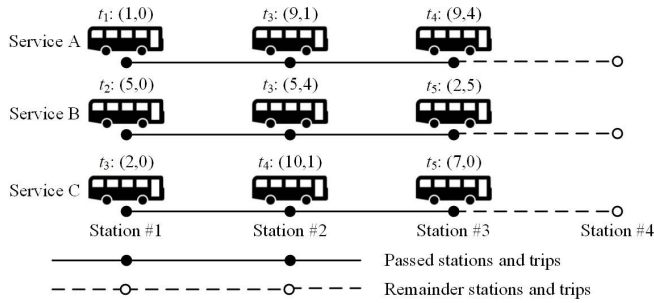 t₁: (1,0) t₃: (9,1) t₄: (9,4)
Service A
t₂: (5,0) t₃: (5,4) t₅: (2,5)
Service B
t₃: (2,0) t₄: (10,1) t₅: (7,0)
Service C
Station #1 Station #2 Station #3 Station #4
Passed stations and trips
Remainder stations and trips